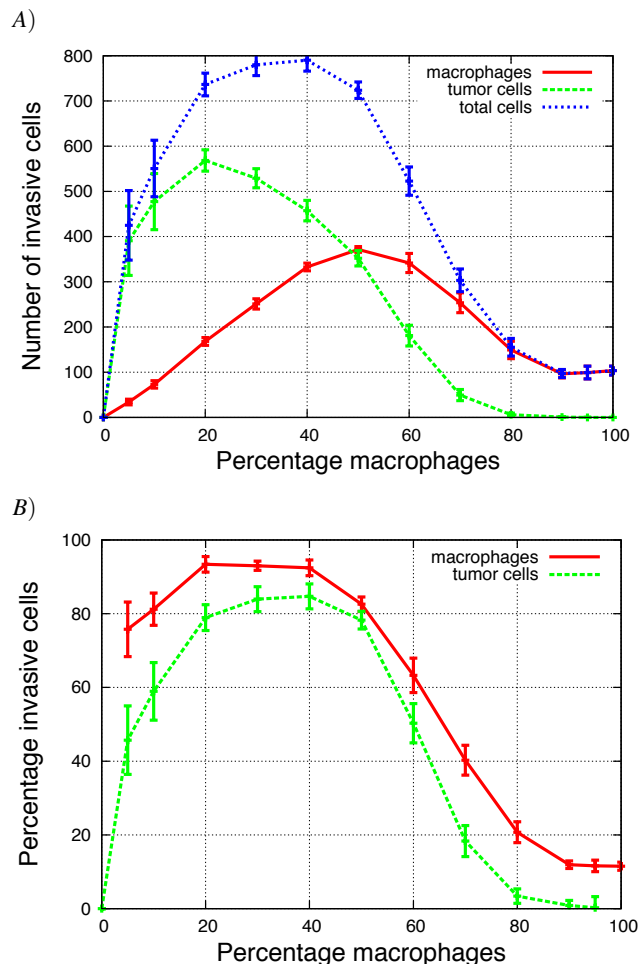 A)
800
700
600
500
400
300
200
100
0
Number of invasive cells
macrophages
tumor cells
total cells
0 20 40 60 80 100
Percentage macrophages
B)
100
80
60
40
20
0
Percentage invasive cells
macrophages
tumor cells
0 20 40 60 80 100
Percentage macrophages